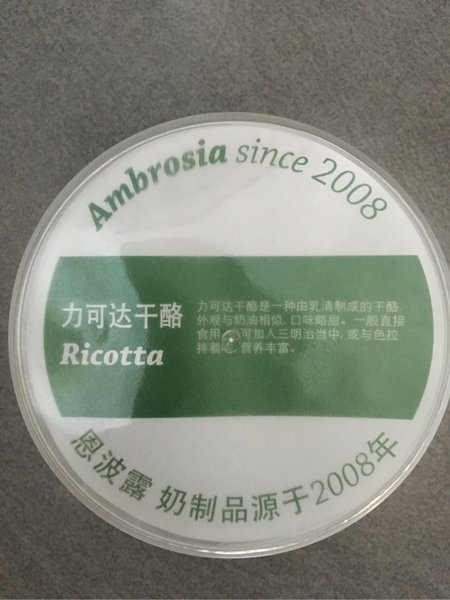 Ambrosia since 2008
力可达干酪
Ricotta
力可达干酪是一种由乳清制成的干酪,
外观与奶油相似, 口味略甜。一般直接
食用, 可加入三明治当中, 或与色拉
拌着吃, 营养丰富。
恩波露 奶制品源于2008年